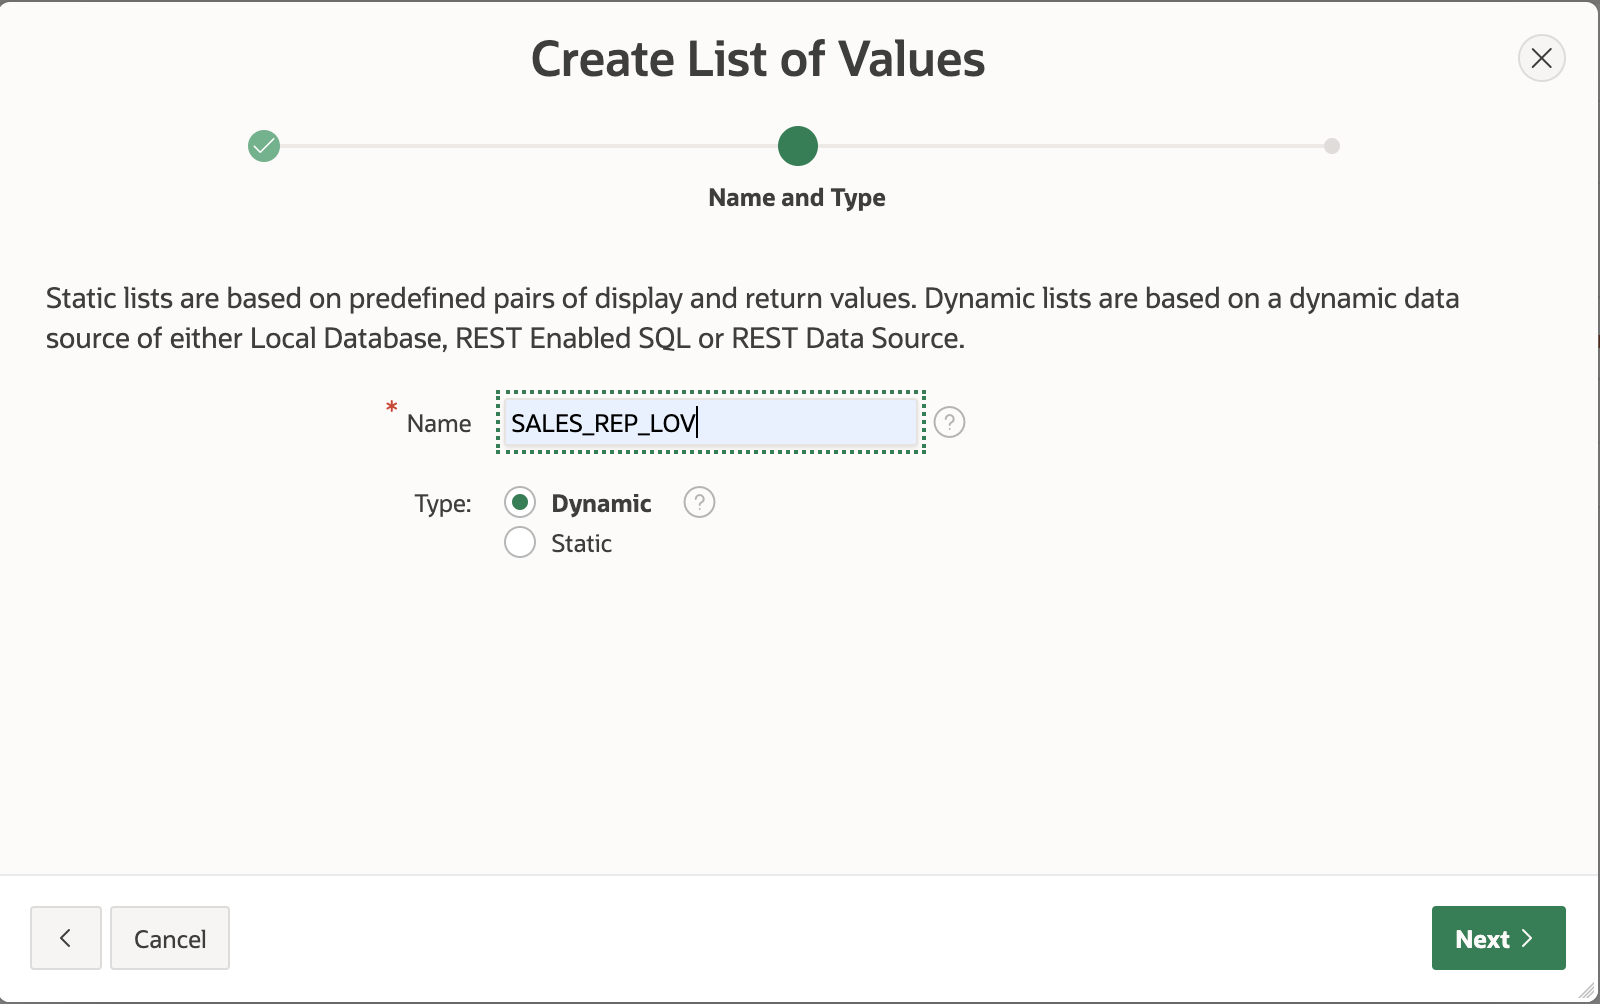 Create List of Values
Name and Type
Static lists are based on predefined pairs of display and return values. Dynamic lists are based on a dynamic data
source of either Local Database, REST Enabled SQL or REST Data Source.
* Name SALES_REP_LOV ?
Type: Dynamic ?
Static
Cancel Next